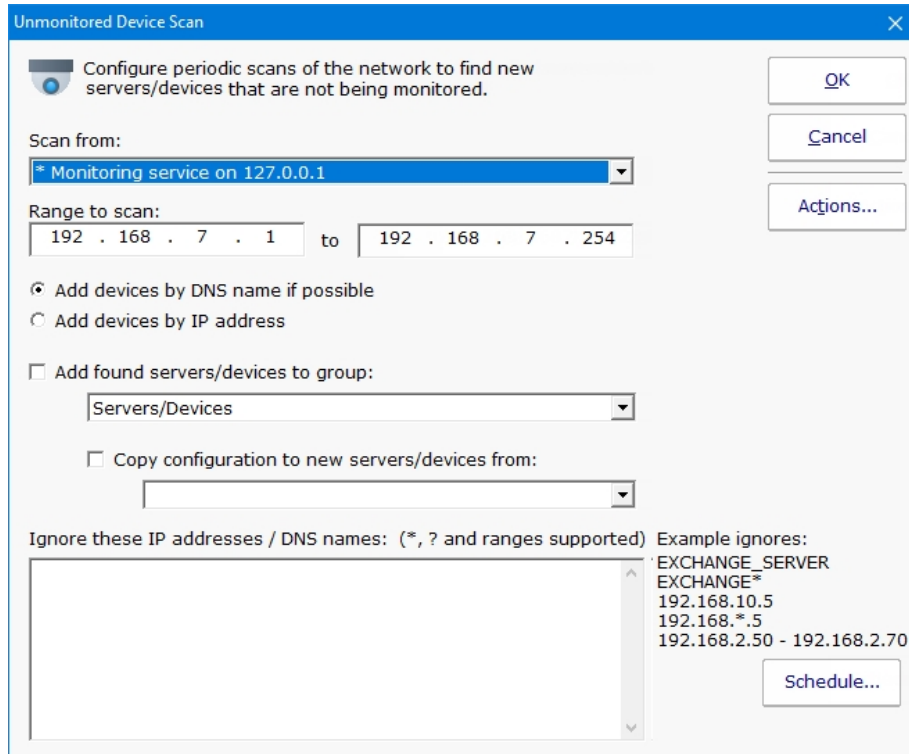 Unmonitored Device Scan
Configure periodic scans of the network to find new
servers/devices that are not being monitored.
OK
Cancel
Actions...
Scan from:
* Monitoring service on 127.0.0.1
Range to scan:
192 . 168 . 7 . 1 to 192 . 168 . 7 . 254
Add devices by DNS name if possible
Add devices by IP address
Add found servers/devices to group:
Servers/Devices
Copy configuration to new servers/devices from:
Ignore these IP addresses / DNS names: (*, ? and ranges supported)
Example ignores:
EXCHANGE_SERVER
EXCHANGE*
192.168.10.5
192.168.*.5
192.168.2.50 - 192.168.2.70
Schedule...